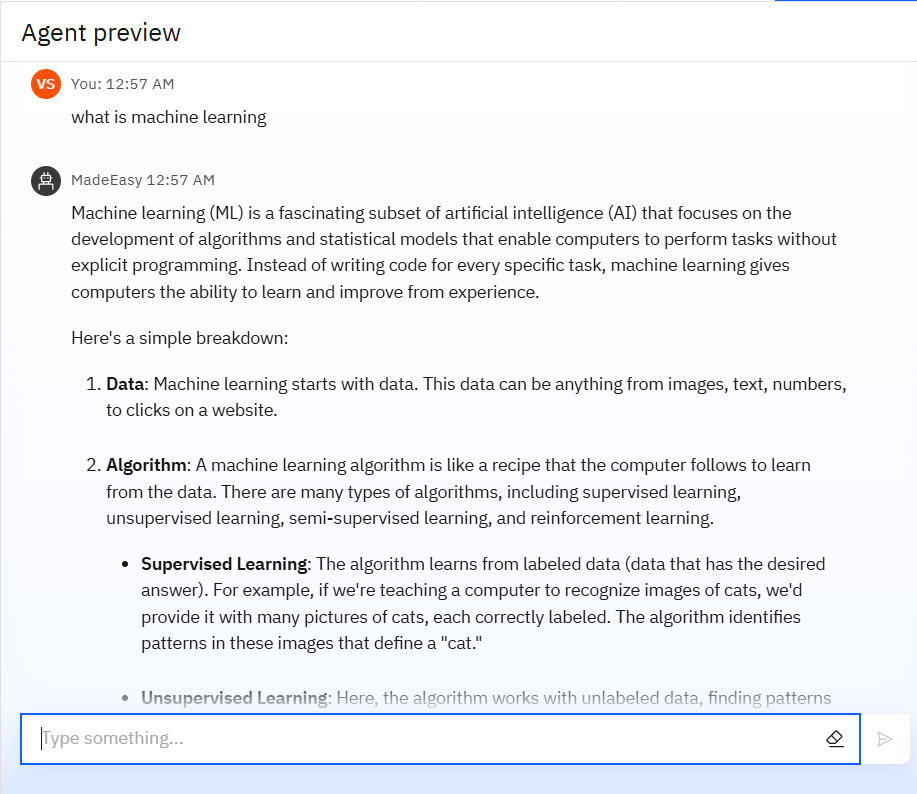 Agent preview
VS You: 12:57 AM
what is machine learning
MadeEasy 12:57 AM
Machine learning (ML) is a fascinating subset of artificial intelligence (AI) that focuses on the
development of algorithms and statistical models that enable computers to perform tasks without
explicit programming. Instead of writing code for every specific task, machine learning gives
computers the ability to learn and improve from experience.
Here's a simple breakdown:
1. Data: Machine learning starts with data. This data can be anything from images, text, numbers,
to clicks on a website.
2. Algorithm: A machine learning algorithm is like a recipe that the computer follows to learn
from the data. There are many types of algorithms, including supervised learning,
unsupervised learning, semi-supervised learning, and reinforcement learning.
• Supervised Learning: The algorithm learns from labeled data (data that has the desired
answer). For example, if we're teaching a computer to recognize images of cats, we'd
provide it with many pictures of cats, each correctly labeled. The algorithm identifies
patterns in these images that define a "cat."
• Unsupervised Learning: Here, the algorithm works with unlabeled data, finding patterns
Type something...